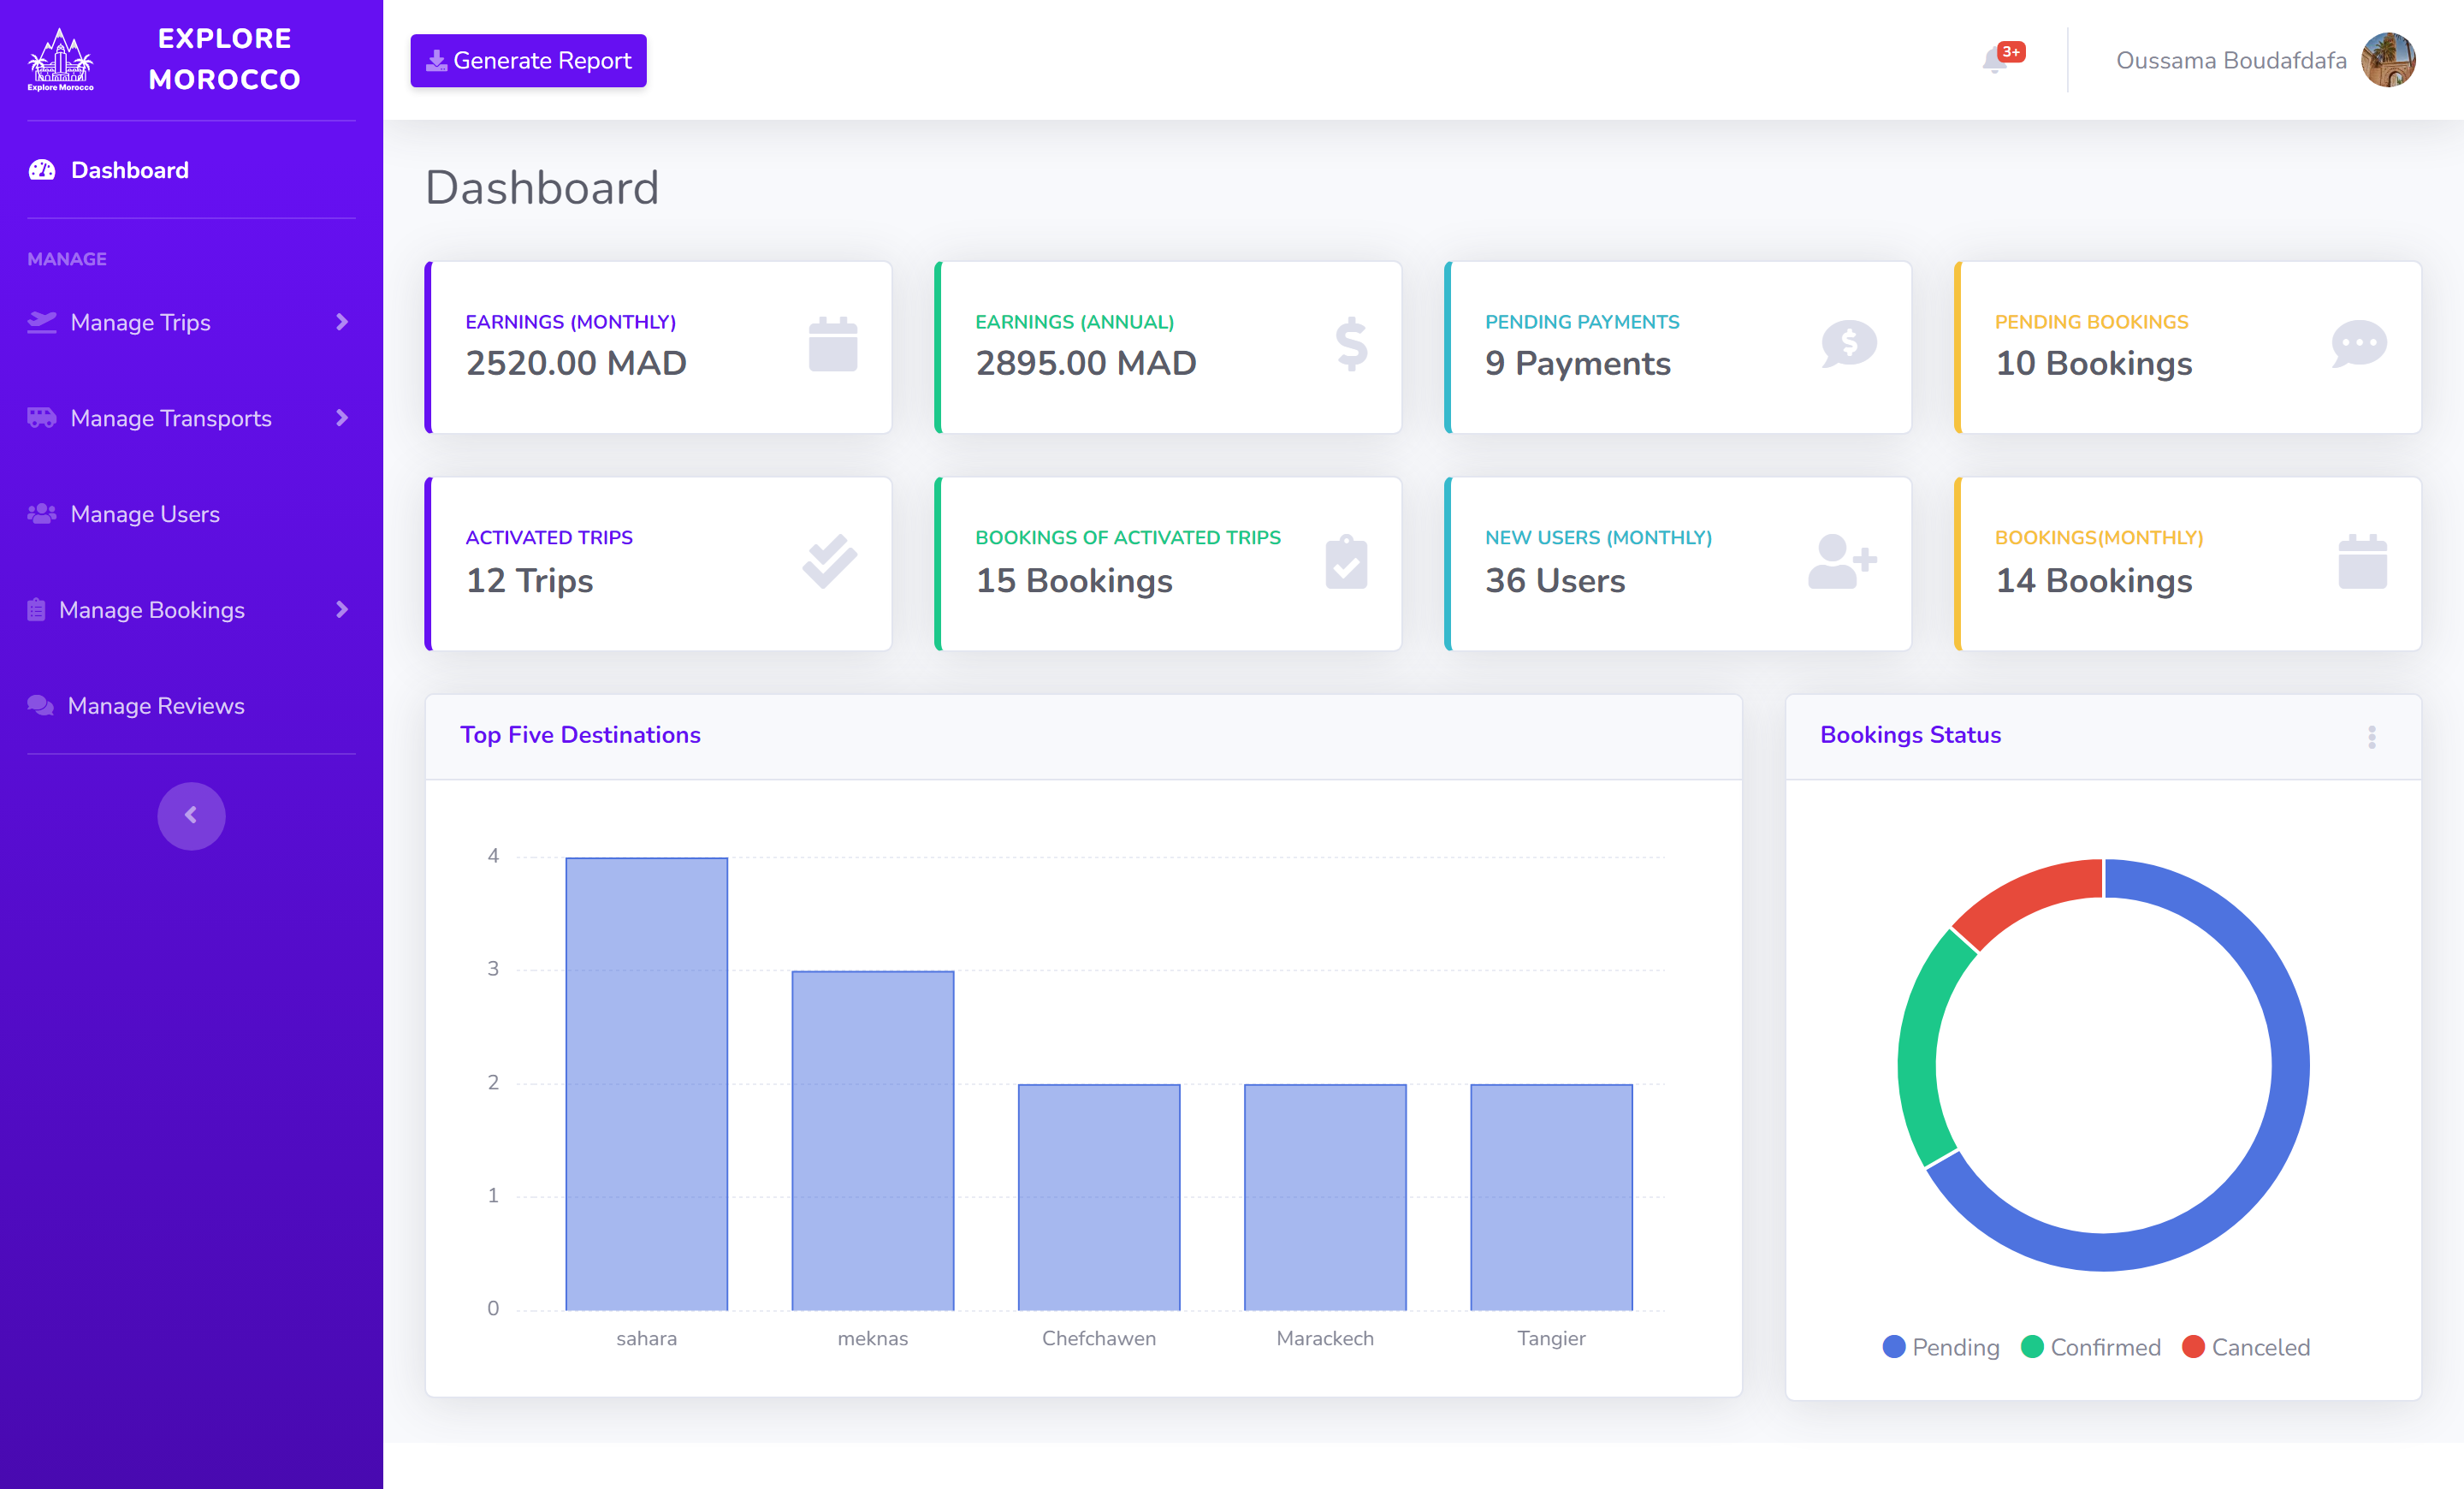 EXPLORE
MOROCCO
Explore Morocco
Dashboard
MANAGE
Manage Trips
Manage Transports
Manage Users
Manage Bookings
Manage Reviews
Generate Report
3+
Oussama Boudafdafa
Dashboard
EARNINGS (MONTHLY)
2520.00 MAD
EARNINGS (ANNUAL)
2895.00 MAD
PENDING PAYMENTS
9 Payments
PENDING BOOKINGS
10 Bookings
ACTIVATED TRIPS
12 Trips
BOOKINGS OF ACTIVATED TRIPS
15 Bookings
NEW USERS (MONTHLY)
36 Users
BOOKINGS(MONTHLY)
14 Bookings
Top Five Destinations
4
3
2
1
0
sahara meknas Chefchawen Marackech Tangier
Bookings Status
Pending Confirmed Canceled